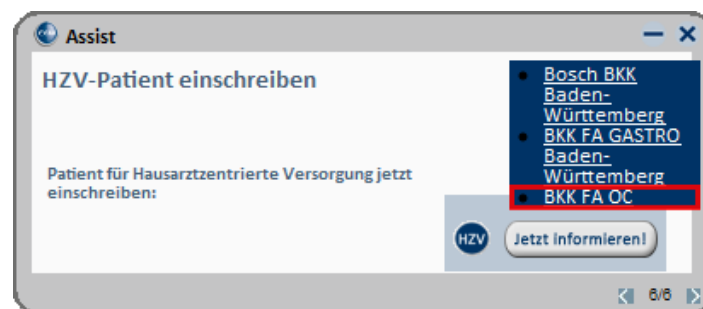 Assist
HZV-Patient einschreiben
Bosch BKK
Baden-
Württemberg
BKK FA GASTRO
Baden-
Württemberg
BKK FA OC
Patient für Hausarztzentrierte Versorgung jetzt
einschreiben:
HZV
Jetzt informieren!
6/6